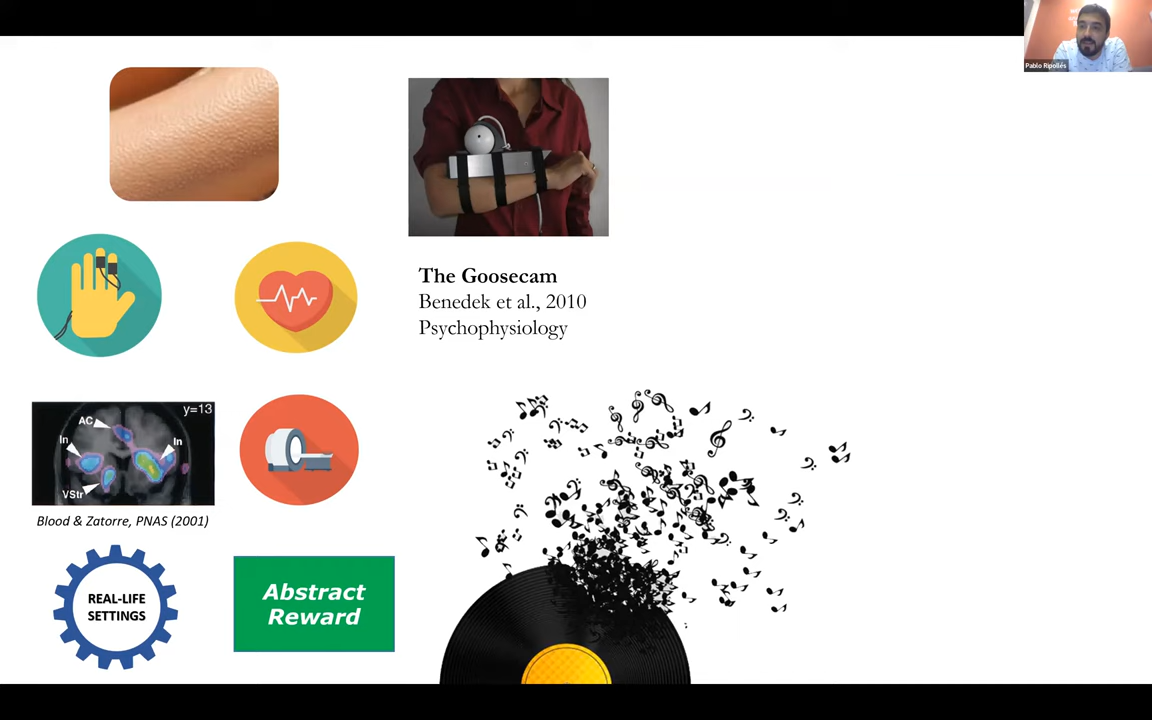 Pablo Ripollés
The Goosecam
Benedek et al., 2010
Psychophysiology
y=13
AC
In
In
VStr
Blood & Zatorre, PNAS (2001)
REAL-LIFE
SETTINGS
Abstract
Reward